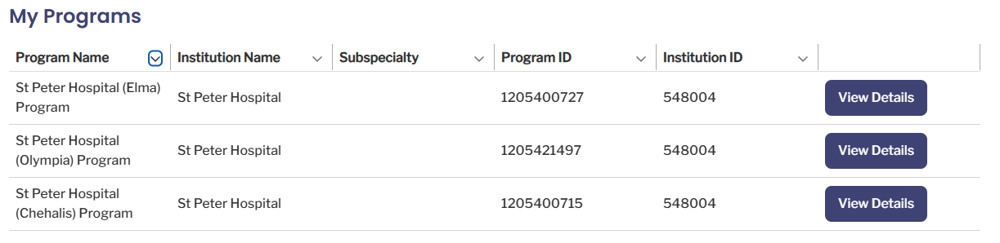 My Programs
Program Name Institution Name Subspecialty Program ID Institution ID
St Peter Hospital (Elma)
Program St Peter Hospital 1205400727 548004 View Details
St Peter Hospital
(Olympia) Program St Peter Hospital 1205421497 548004 View Details
St Peter Hospital
(Chehalis) Program St Peter Hospital 1205400715 548004 View Details